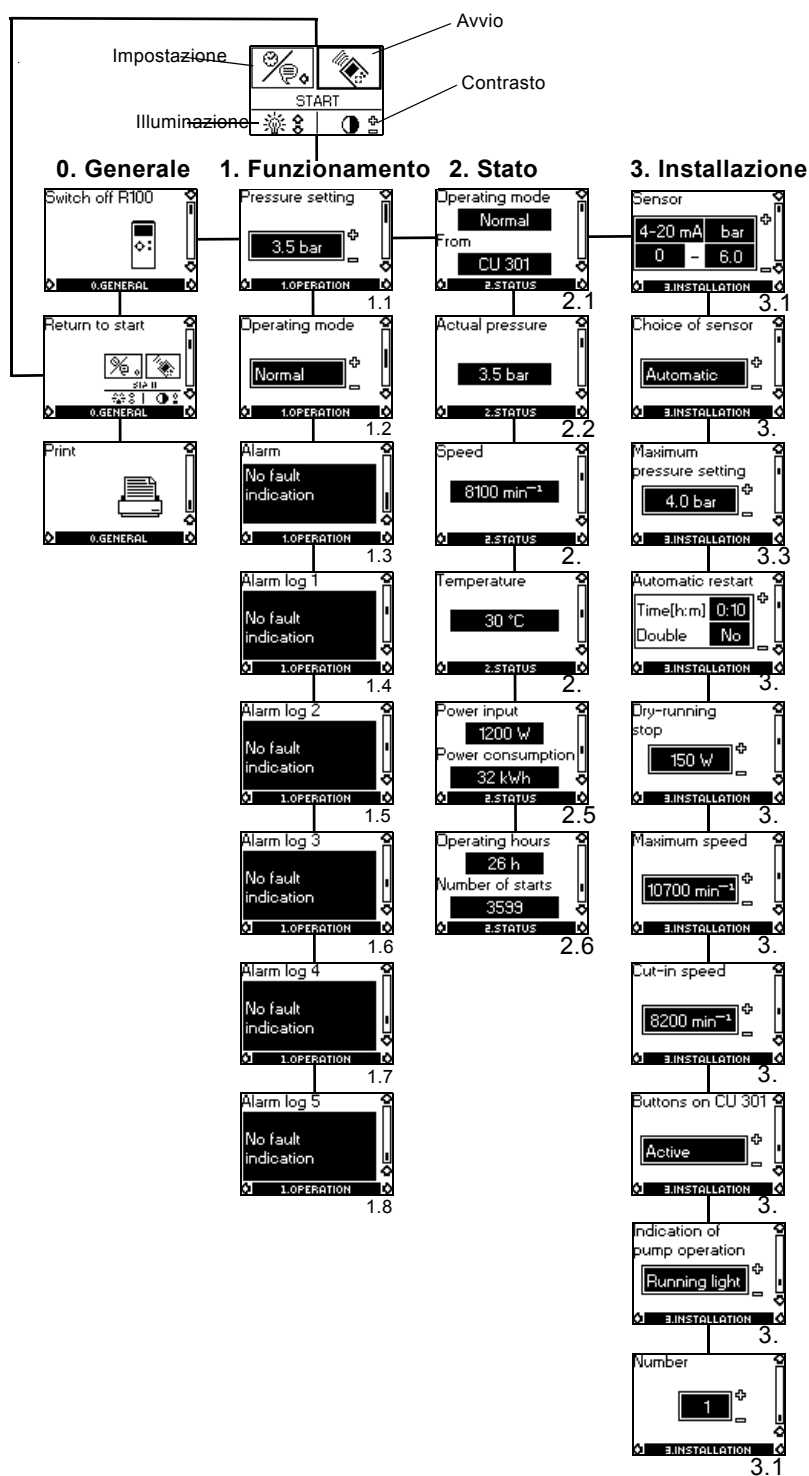 Avvio
Impostazione
Contrasto
START
Illuminazione
0. Generale
1. Funzionamento
2. Stato
3. Installazione
Switch off R100
0.GENERAL
Return to start
START
0.GENERAL
Print
0.GENERAL
Pressure setting
3.5 bar
1.OPERATION
1.1
Operating mode
Normal
1.OPERATION
1.2
Alarm
No fault
indication
1.OPERATION
1.3
Alarm log 1
No fault
indication
1.OPERATION
1.4
Alarm log 2
No fault
indication
1.OPERATION
1.5
Alarm log 3
No fault
indication
1.OPERATION
1.6
Alarm log 4
No fault
indication
1.OPERATION
1.7
Alarm log 5
No fault
indication
1.OPERATION
1.8
Operating mode
Normal
From
CU 301
2.STATUS
2.1
Actual pressure
3.5 bar
2.STATUS
2.2
Speed
8100 min⁻¹
2.STATUS
2.
Temperature
30 °C
2.STATUS
2.
Power input
1200 W
Power consumption
32 kWh
2.STATUS
2.5
Operating hours
26 h
Number of starts
3599
2.STATUS
2.6
Sensor
4-20 mA bar
0 - 6.0
3.INSTALLATION
3.1
Choice of sensor
Automatic
3.INSTALLATION
3.
Maximum
pressure setting
4.0 bar
3.INSTALLATION
3.3
Automatic restart
Time[h:m] 0:10
Double No
3.INSTALLATION
3.
Dry-running
stop
150 W
3.INSTALLATION
3.
Maximum speed
10700 min⁻¹
3.INSTALLATION
3.
Cut-in speed
8200 min⁻¹
3.INSTALLATION
3.
Buttons on CU 301
Active
3.INSTALLATION
3.
Indication of
pump operation
Running light
3.INSTALLATION
3.
Number
1
3.INSTALLATION
3.1